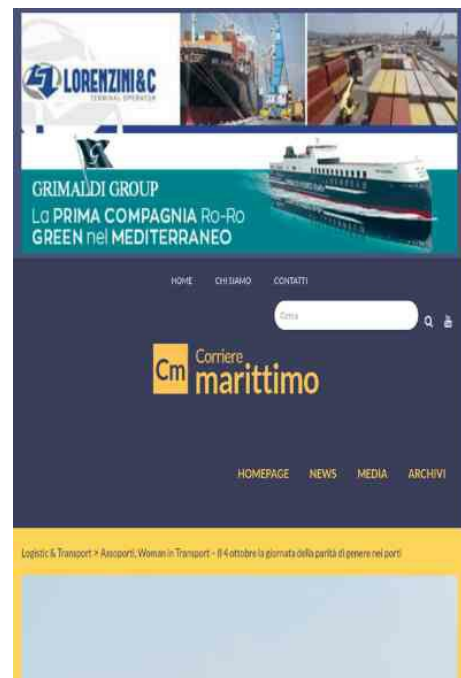 LORENZINI & C
TERMINAL OPERATOR
GRIMALDI GROUP
La PRIMA COMPAGNIA Ro-Ro
GREEN nel MEDITERRANEO
HOME CHI SIAMO CONTATTI
Cerca
Cm Corriere
marittimo
HOMEPAGE NEWS MEDIA ARCHIVI
Logistic & Transport > Assoporti, Woman in Transport – Il 4 ottobre la giornata della parità di genere nei porti